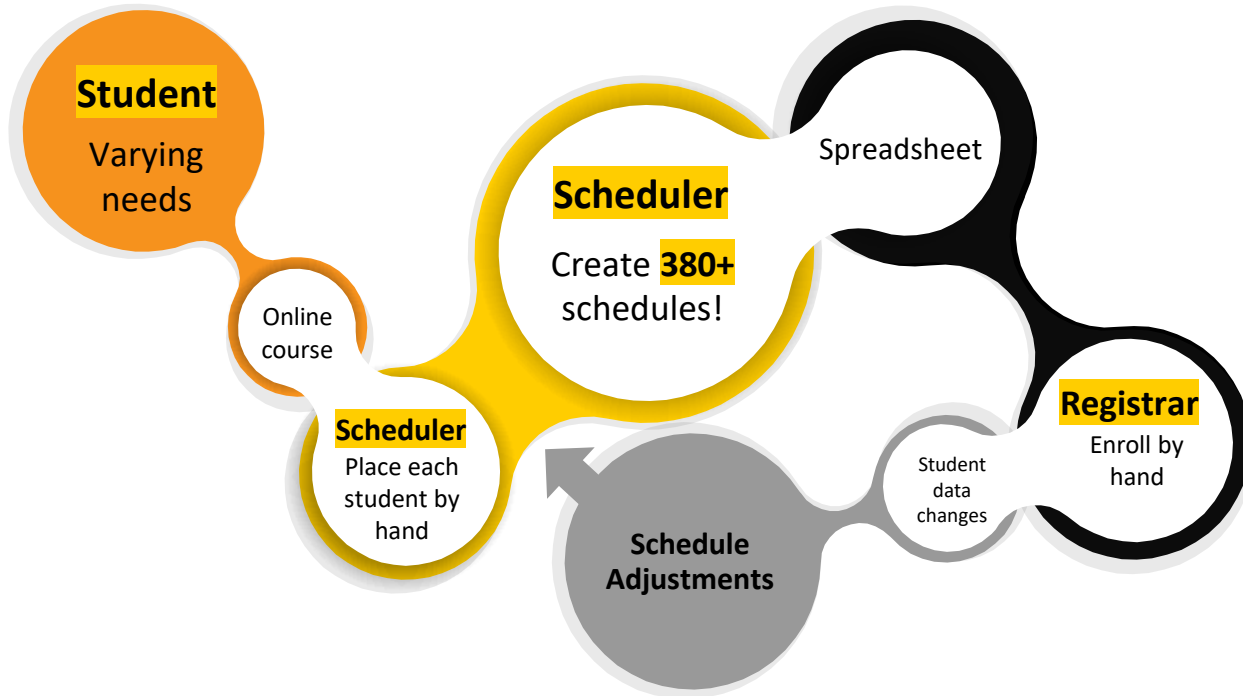 Student
Varying
needs
Online
course
Scheduler
Place each
student by
hand
Scheduler
Create 380+
schedules!
Spreadsheet
Registrar
Enroll by
hand
Student
data
changes
Schedule
Adjustments